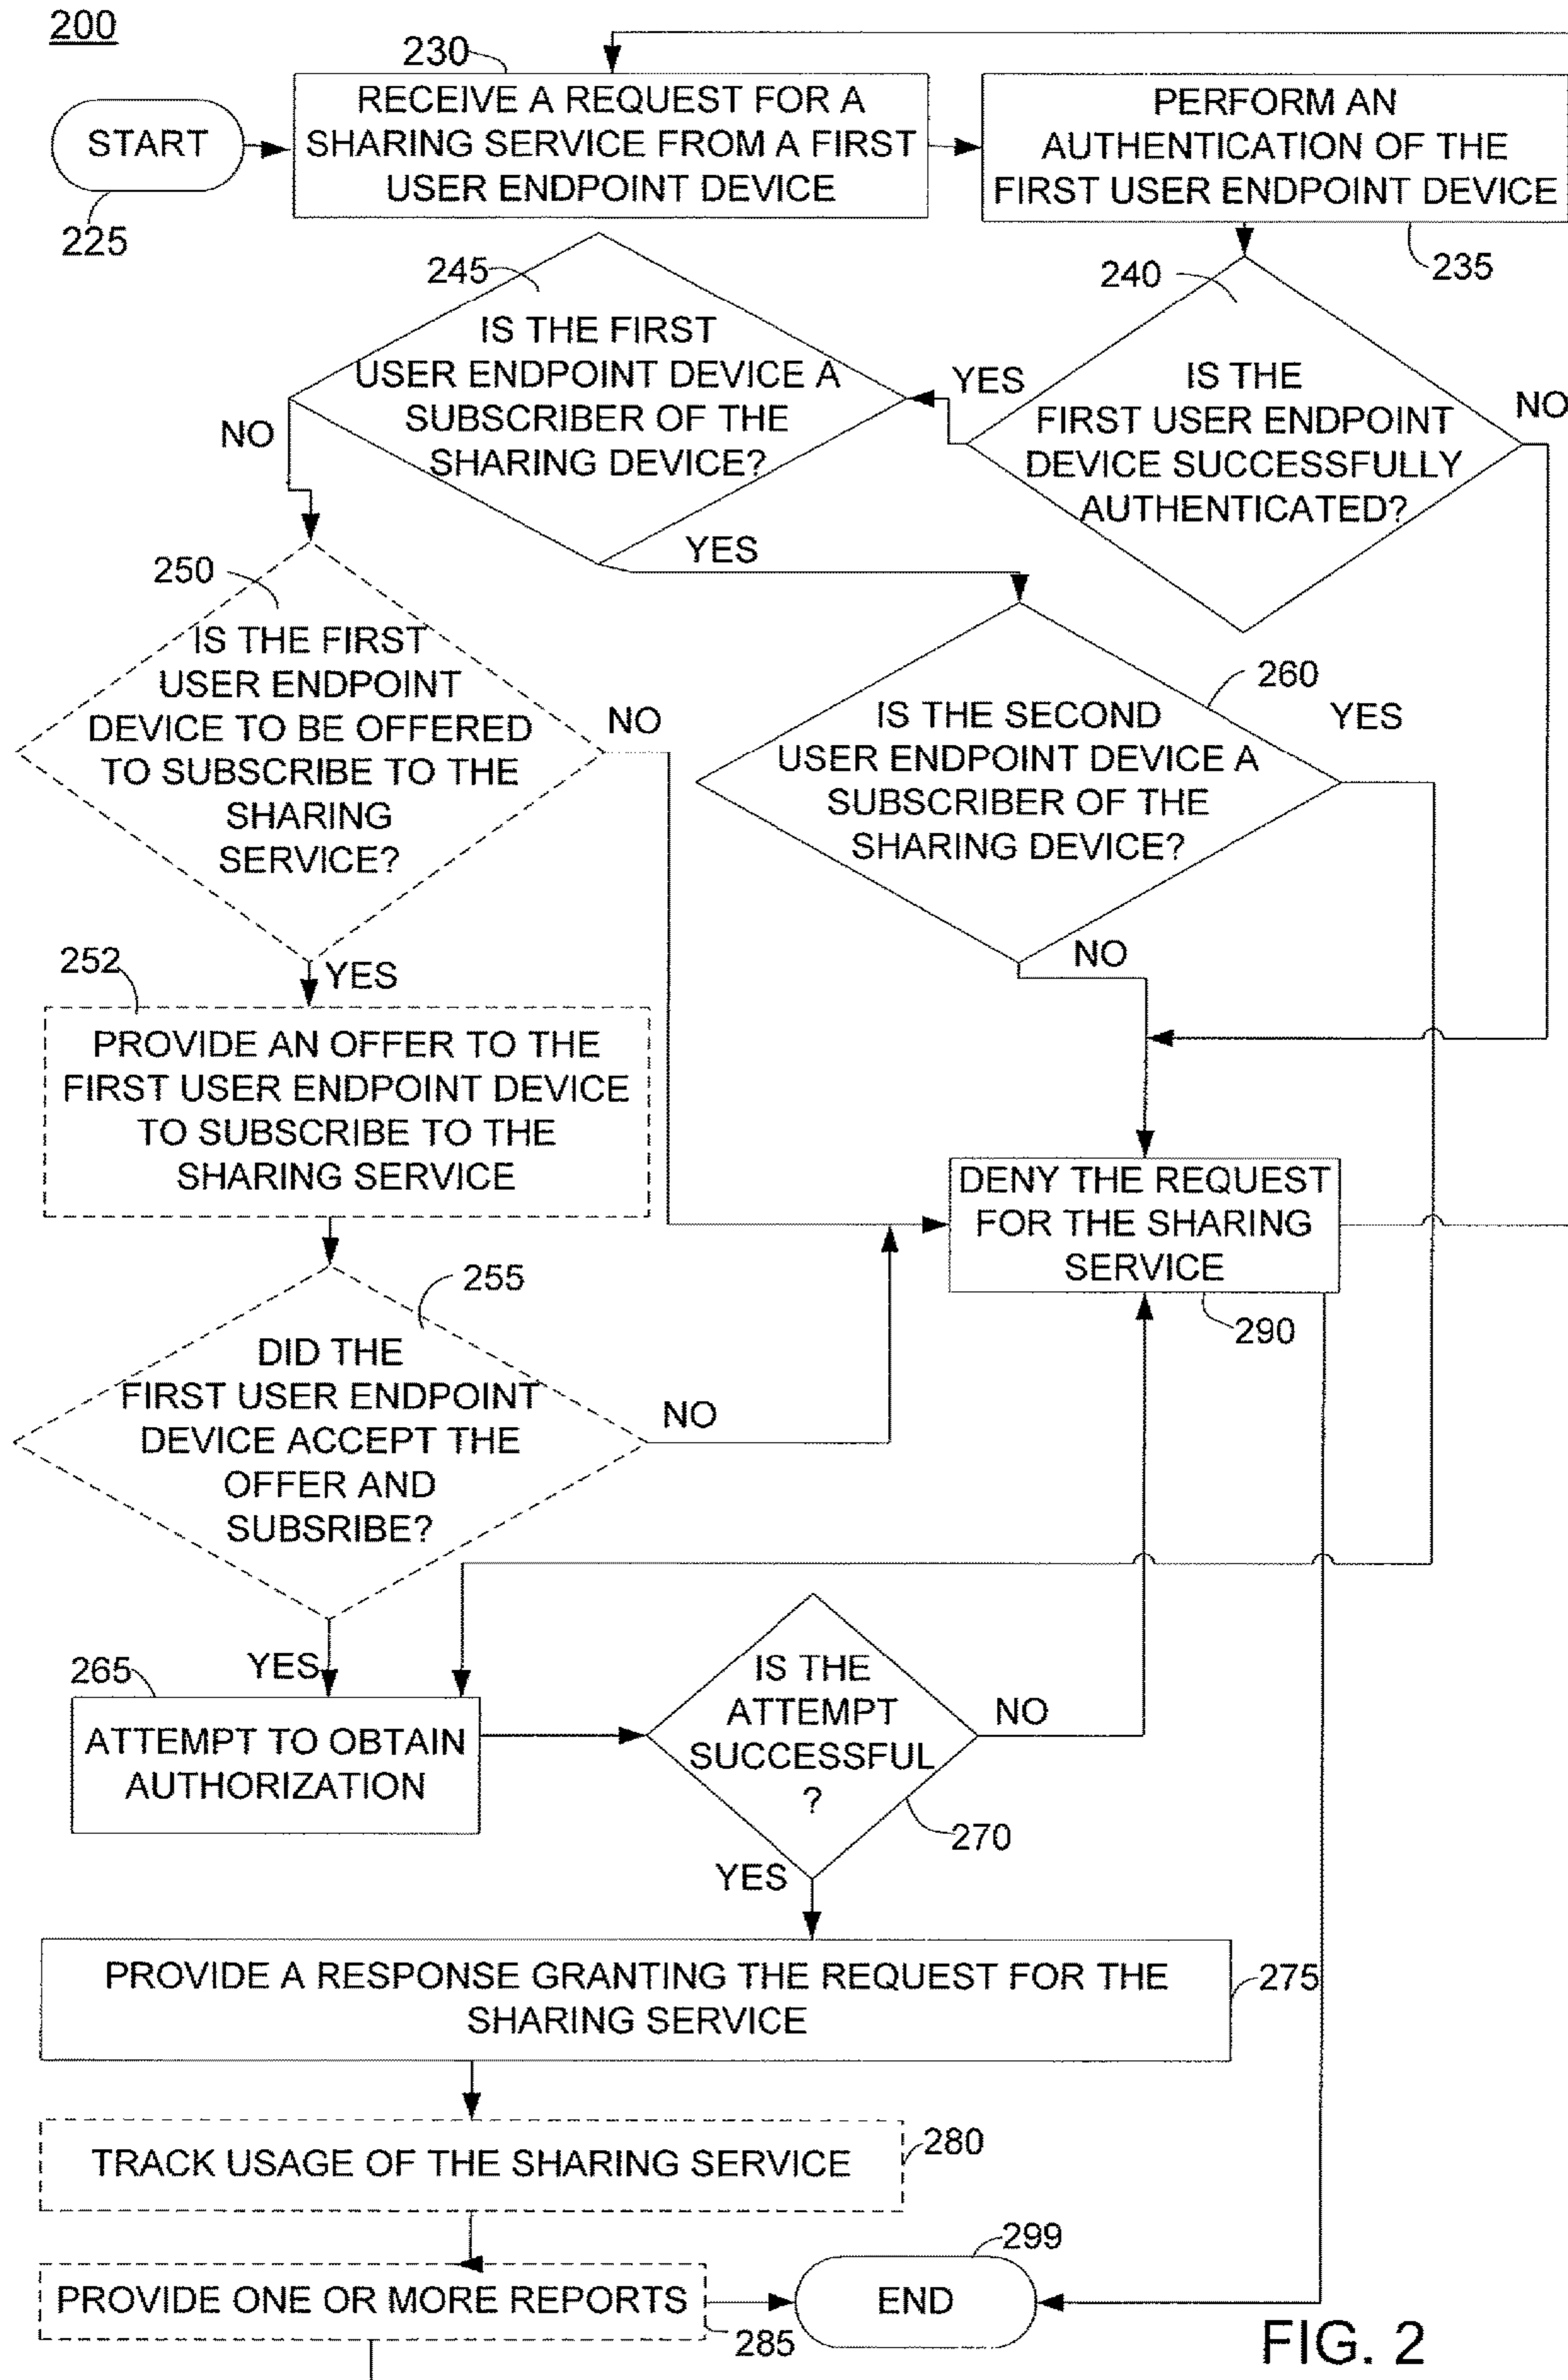 200
230
RECEIVE A REQUEST FOR A
SHARING SERVICE FROM A FIRST
USER ENDPOINT DEVICE
START
225
PERFORM AN
AUTHENTICATION OF THE
FIRST USER ENDPOINT DEVICE
235
240
IS THE
FIRST USER ENDPOINT
DEVICE SUCCESSFULLY
AUTHENTICATED?
YES
NO
245
IS THE FIRST
USER ENDPOINT DEVICE A
SUBSCRIBER OF THE
SHARING DEVICE?
NO
YES
250
IS THE FIRST
USER ENDPOINT
DEVICE TO BE OFFERED
TO SUBSCRIBE TO THE
SHARING
SERVICE?
NO
YES
260
IS THE SECOND
USER ENDPOINT DEVICE A
SUBSCRIBER OF THE
SHARING DEVICE?
YES
NO
252
PROVIDE AN OFFER TO THE
FIRST USER ENDPOINT DEVICE
TO SUBSCRIBE TO THE
SHARING SERVICE
DENY THE REQUEST
FOR THE SHARING
SERVICE
290
255
DID THE
FIRST USER ENDPOINT
DEVICE ACCEPT THE
OFFER AND
SUBSRIBE?
NO
YES
265
ATTEMPT TO OBTAIN
AUTHORIZATION
IS THE
ATTEMPT
SUCCESSFUL
?
NO
270
YES
PROVIDE A RESPONSE GRANTING THE REQUEST FOR THE
SHARING SERVICE
275
TRACK USAGE OF THE SHARING SERVICE
280
PROVIDE ONE OR MORE REPORTS
285
299
END
FIG. 2